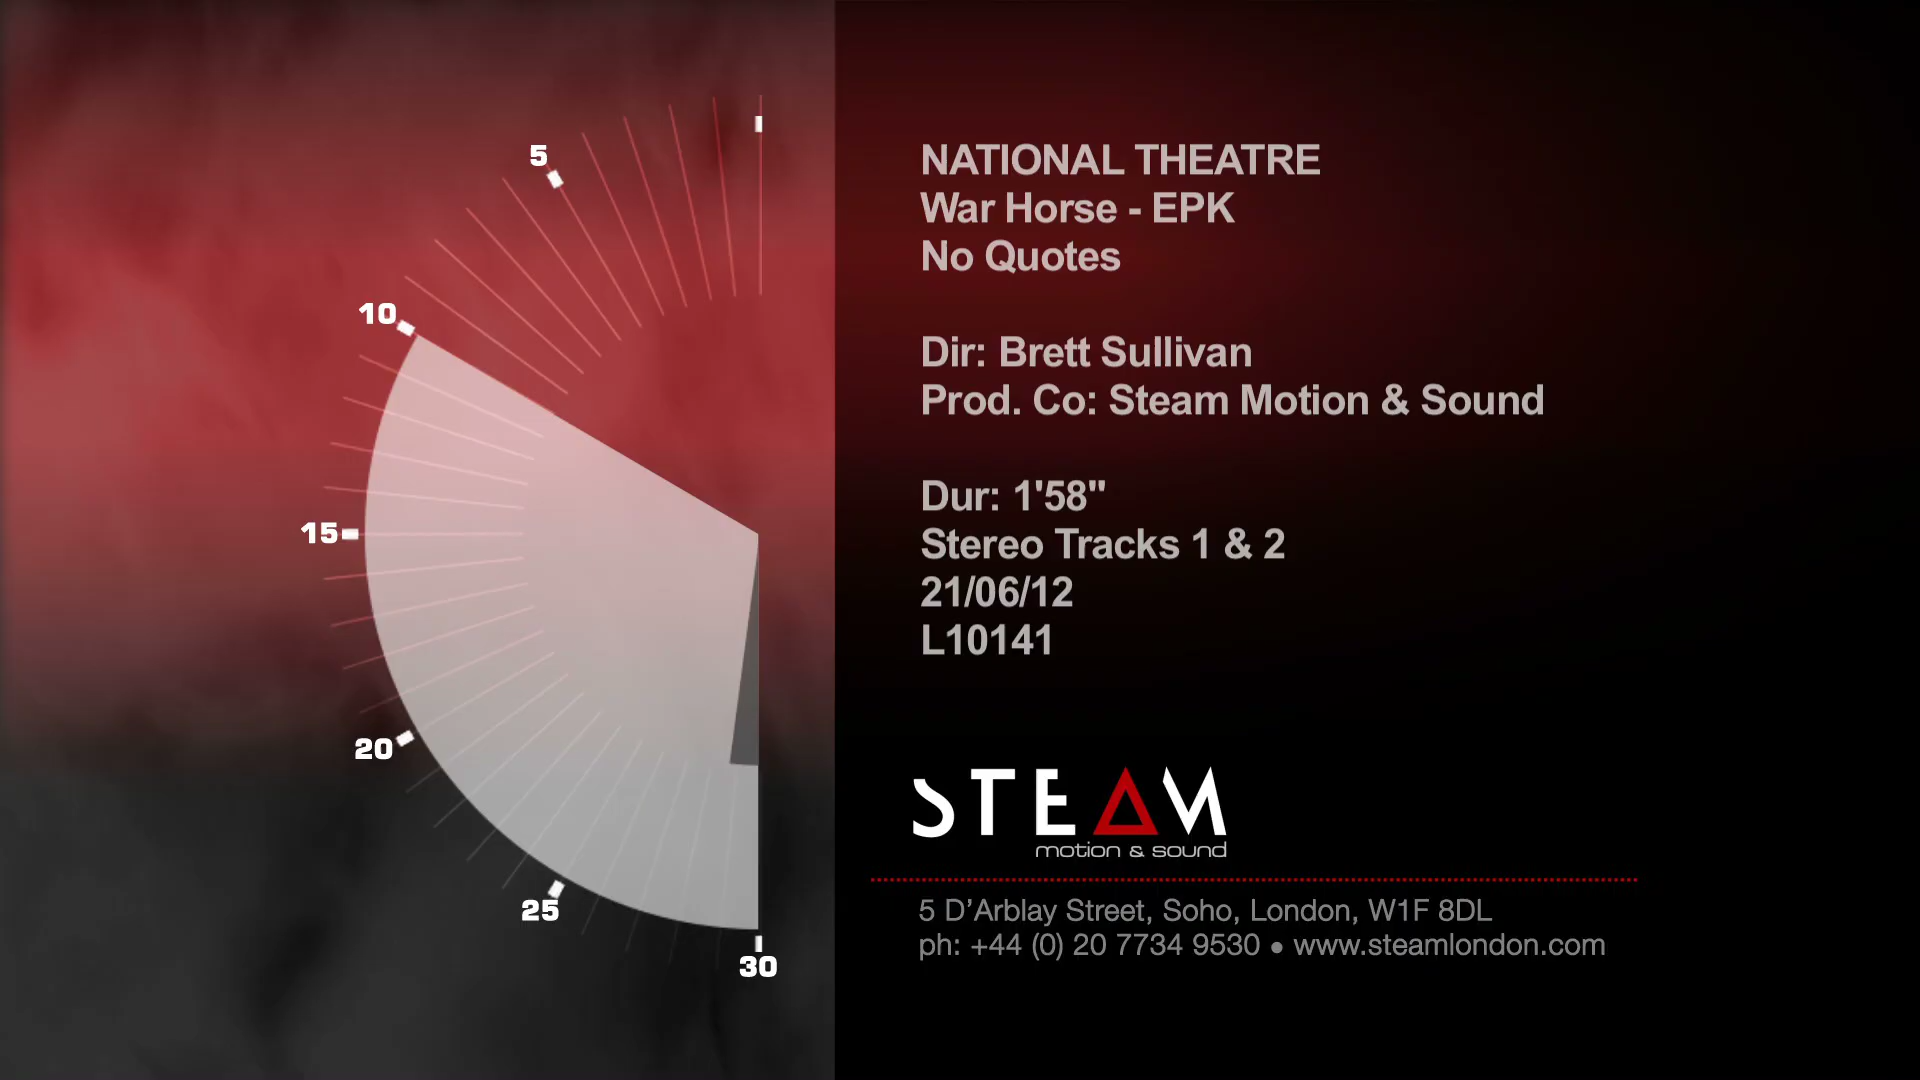 5
10
15
20
25
30
NATIONAL THEATRE
War Horse - EPK
No Quotes
Dir: Brett Sullivan
Prod. Co: Steam Motion & Sound
Dur: 1'58"
Stereo Tracks 1 & 2
21/06/12
L10141
STEAM
motion & sound
5 D’Arblay Street, Soho, London, W1F 8DL
ph: +44 (0) 20 7734 9530 ● www.steamlondon.com